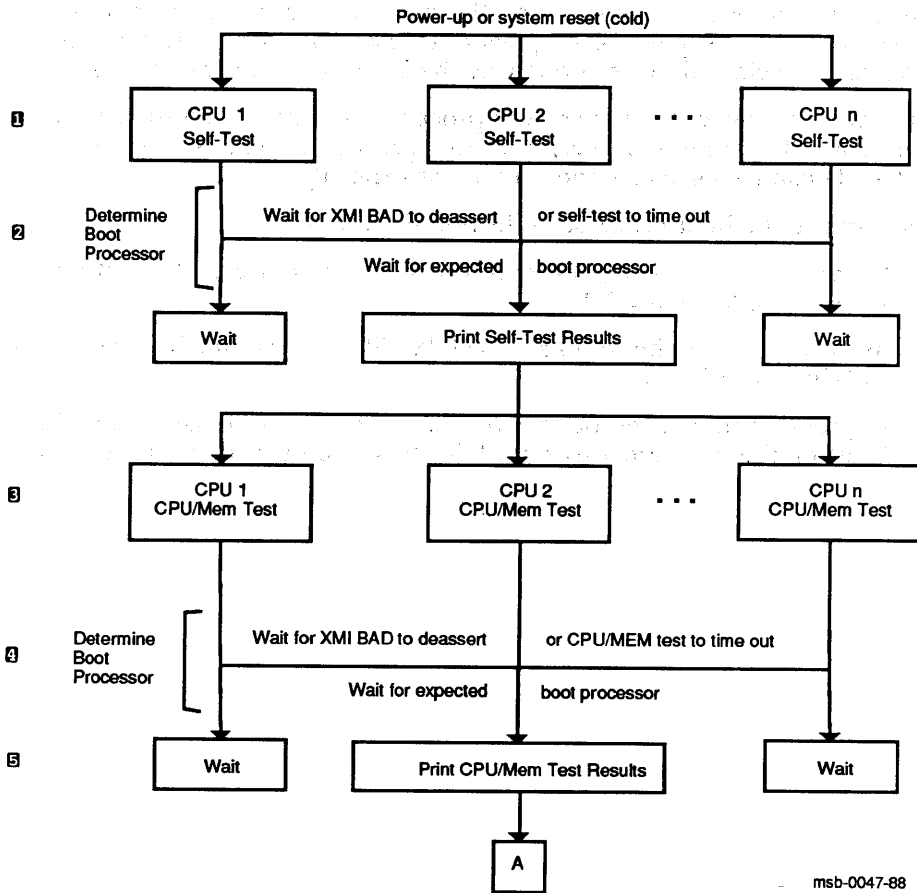 Power-up or system reset (cold)
1
CPU 1
Self-Test
CPU 2
Self-Test
. . .
CPU n
Self-Test
2
Determine
Boot
Processor
Wait for XMI BAD to deassert or self-test to time out
Wait for expected boot processor
Wait
Print Self-Test Results
Wait
3
CPU 1
CPU/Mem Test
CPU 2
CPU/Mem Test
. . .
CPU n
CPU/Mem Test
4
Determine
Boot
Processor
Wait for XMI BAD to deassert or CPU/MEM test to time out
Wait for expected boot processor
5
Wait
Print CPU/Mem Test Results
Wait
A
msb-0047-88